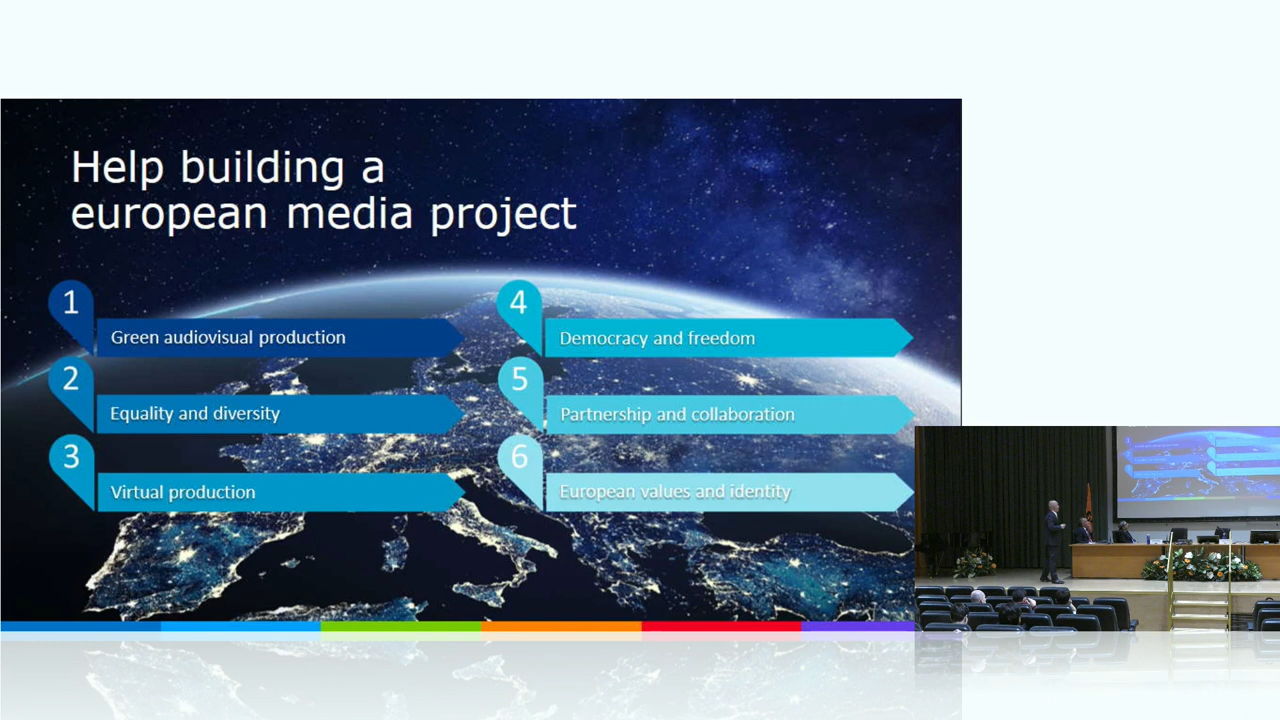 Help building a
european media project
1
Green audiovisual production
2
Equality and diversity
3
Virtual production
4
Democracy and freedom
5
Partnership and collaboration
6
European values and identity